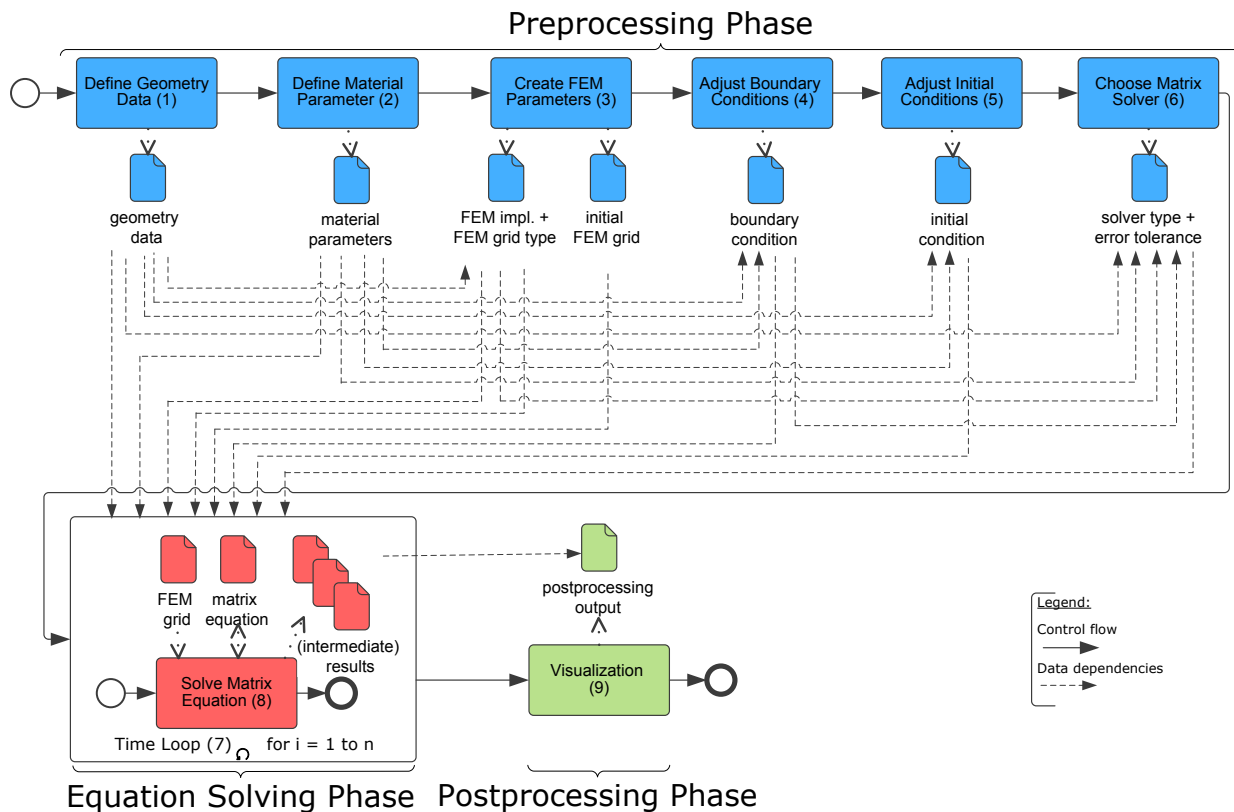 Preprocessing Phase
Define Geometry
Data (1)
Define Material
Parameter (2)
Create FEM
Parameters (3)
Adjust Boundary
Conditions (4)
Adjust Initial
Conditions (5)
Choose Matrix
Solver (6)
geometry
data
material
parameters
FEM impl. +
FEM grid type
initial
FEM grid
boundary
condition
initial
condition
solver type +
error tolerance
FEM
grid
matrix
equation
(intermediate)
results
Solve Matrix
Equation (8)
Time Loop (7) for i = 1 to n
postprocessing
output
Visualization
(9)
Legend:
Control flow
Data dependencies
Equation Solving Phase
Postprocessing Phase